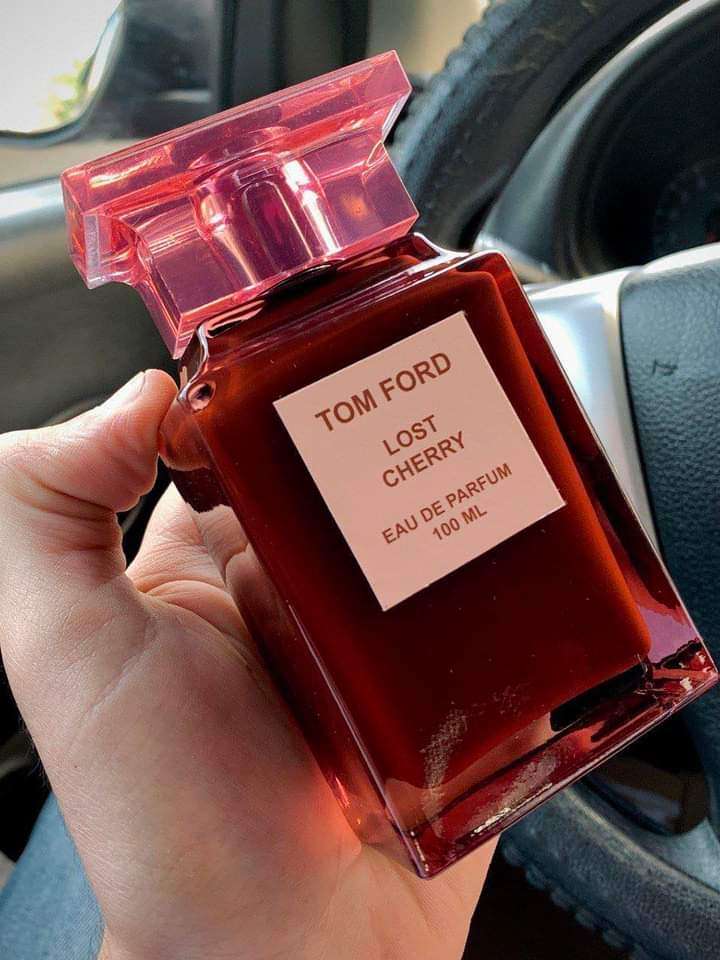 TOM FORD
LOST
CHERRY
EAU DE PARFUM
100 ML